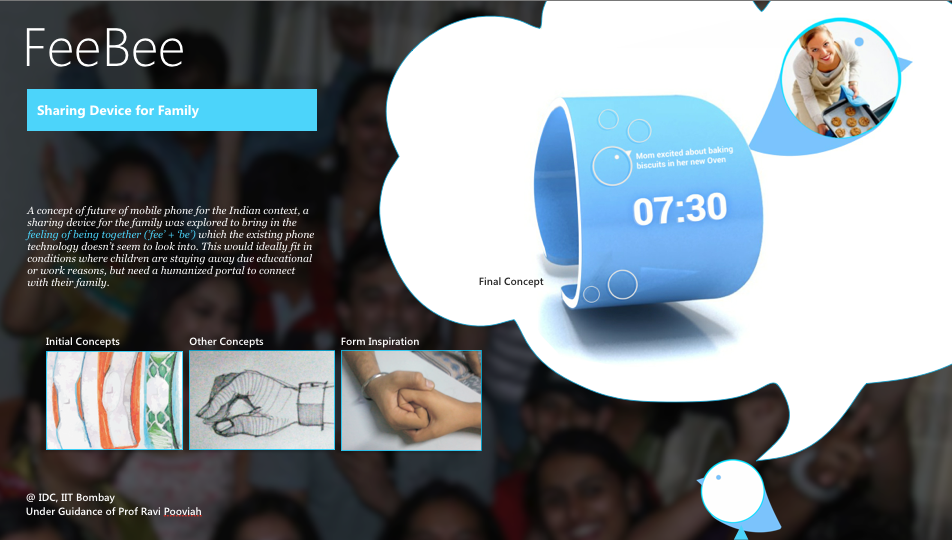 FeeBee
Sharing Device for Family
A concept of future of mobile phone for the Indian context, a
sharing device for the family was explored to bring in the
feeling of being together (‘fee’ + ‘be’) which the existing phone
technology doesn’t seem to look into. This would ideally fit in
conditions where children are staying away due educational
or work reasons, but need a humanized portal to connect
with their family.
Mom excited about baking
biscuits in her new Oven
07:30
Final Concept
Initial Concepts
Other Concepts
Form Inspiration
@ IDC, IIT Bombay
Under Guidance of Prof Ravi Pooviah